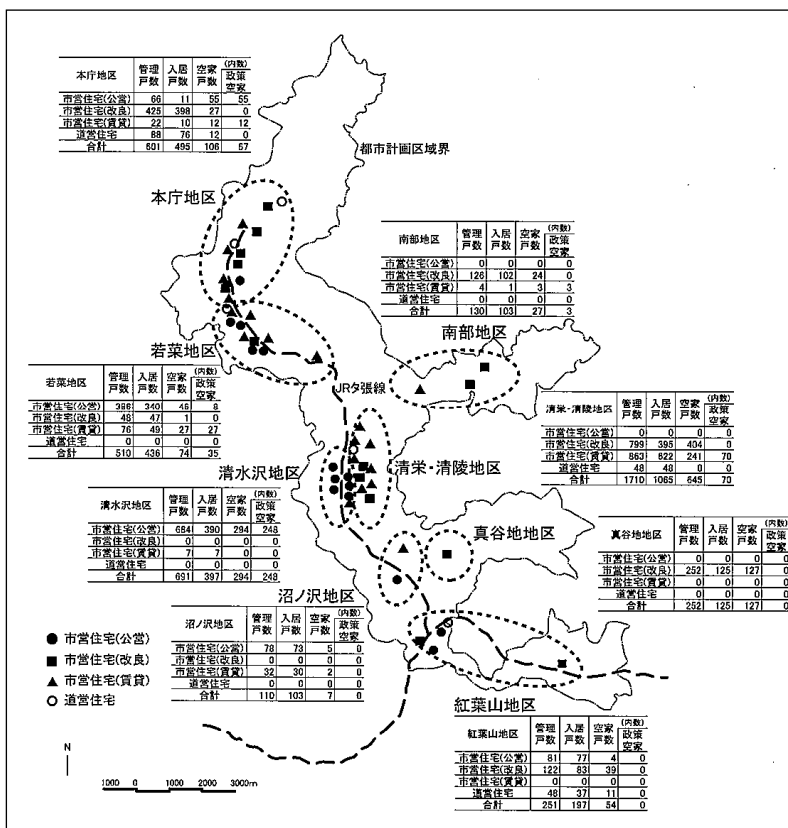 本庁地区 管理戸数 入居戸数 空家戸数 (内数)政策空家
市営住宅(公営) 66 11 55 55
市営住宅(改良) 425 398 27 0
市営住宅(賃貸) 22 10 12 12
道営住宅 88 76 12 0
合計 601 495 106 57
都市計画区域界
本庁地区
南部地区 管理戸数 入居戸数 空家戸数 (内数)政策空家
市営住宅(公営) 0 0 0 0
市営住宅(改良) 126 102 24 0
市営住宅(賃貸) 4 1 3 3
道営住宅 0 0 0 0
合計 130 103 27 3
南部地区
若菜地区
JR夕張線
若菜地区 管理戸数 入居戸数 空家戸数 (内数)政策空家
市営住宅(公営) 386 340 46 8
市営住宅(改良) 48 47 1 0
市営住宅(賃貸) 76 49 27 27
道営住宅 0 0 0 0
合計 510 436 74 35
清栄・清陵地区 管理戸数 入居戸数 空家戸数 (内数)政策空家
市営住宅(公営) 0 0 0 0
市営住宅(改良) 799 395 404 0
市営住宅(賃貸) 863 622 241 70
道営住宅 48 48 0 0
合計 1710 1065 645 70
清水沢地区
清栄・清陵地区
清水沢地区 管理戸数 入居戸数 空家戸数 (内数)政策空家
市営住宅(公営) 684 390 294 248
市営住宅(改良) 0 0 0 0
市営住宅(賃貸) 7 7 0 0
道営住宅 0 0 0 0
合計 691 397 294 248
真谷地地区
真谷地地区 管理戸数 入居戸数 空家戸数 (内数)政策空家
市営住宅(公営) 0 0 0 0
市営住宅(改良) 252 125 127 0
市営住宅(賃貸) 0 0 0 0
道営住宅 0 0 0 0
合計 252 125 127 0
沼ノ沢地区
沼ノ沢地区 管理戸数 入居戸数 空家戸数 (内数)政策空家
市営住宅(公営) 78 73 5 0
市営住宅(改良) 0 0 0 0
市営住宅(賃貸) 32 30 2 0
道営住宅 0 0 0 0
合計 110 103 7 0
市営住宅(公営)
市営住宅(改良)
市営住宅(賃貸)
道営住宅
紅葉山地区
紅葉山地区 管理戸数 入居戸数 空家戸数 (内数)政策空家
市営住宅(公営) 81 77 4 0
市営住宅(改良) 122 83 39 0
市営住宅(賃貸) 0 0 0 0
道営住宅 48 37 11 0
合計 251 197 54 0
N
1000 0 1000 2000 3000m